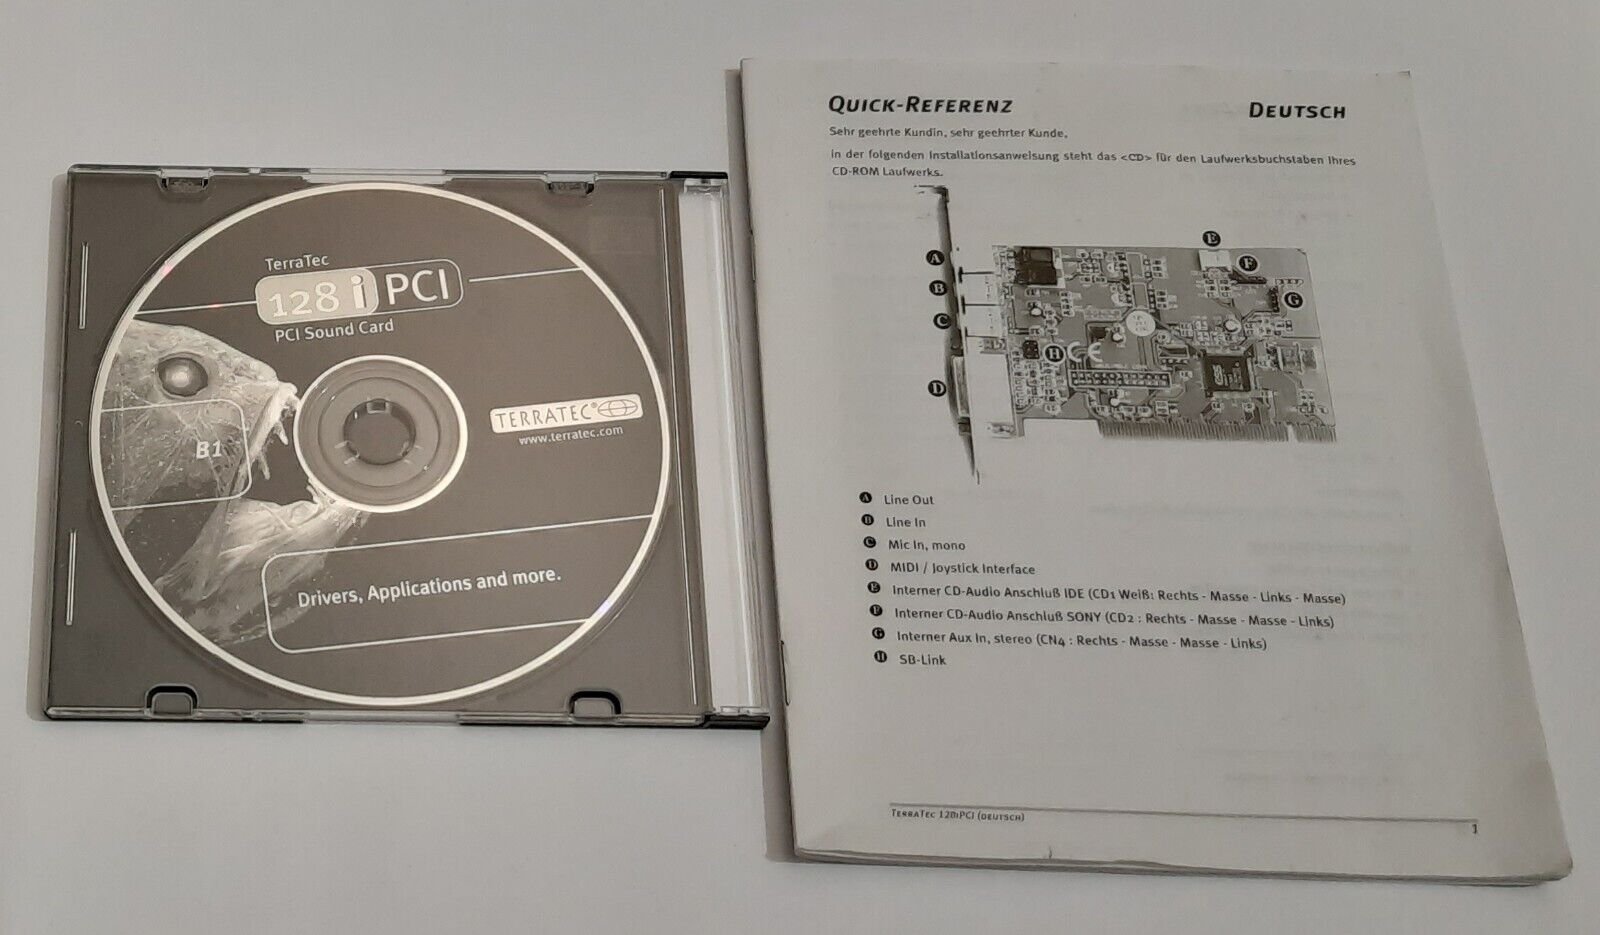 TerraTec
128 i PCI
PCI Sound Card
B1
TERRATEC®
www.terratec.com
Drivers, Applications and more.
QUICK-REFERENZ
DEUTSCH
Sehr geehrte Kundin, sehr geehrter Kunde,
in der folgenden Installationsanweisung steht das <CD> für den Laufwerksbuchstaben Ihres
CD-ROM Laufwerks.
A
B
C
D
E
F
G
H
CE
ESS
A Line Out
B Line In
C Mic In, mono
D MIDI / Joystick Interface
E Interner CD-Audio Anschluß IDE (CD1 Weiß: Rechts - Masse - Links - Masse)
F Interner CD-Audio Anschluß SONY (CD2 : Rechts - Masse - Masse - Links)
G Interner Aux In, stereo (CN4 : Rechts - Masse - Masse - Links)
H SB-Link
TERRATEC 128iPCI (DEUTSCH)
1